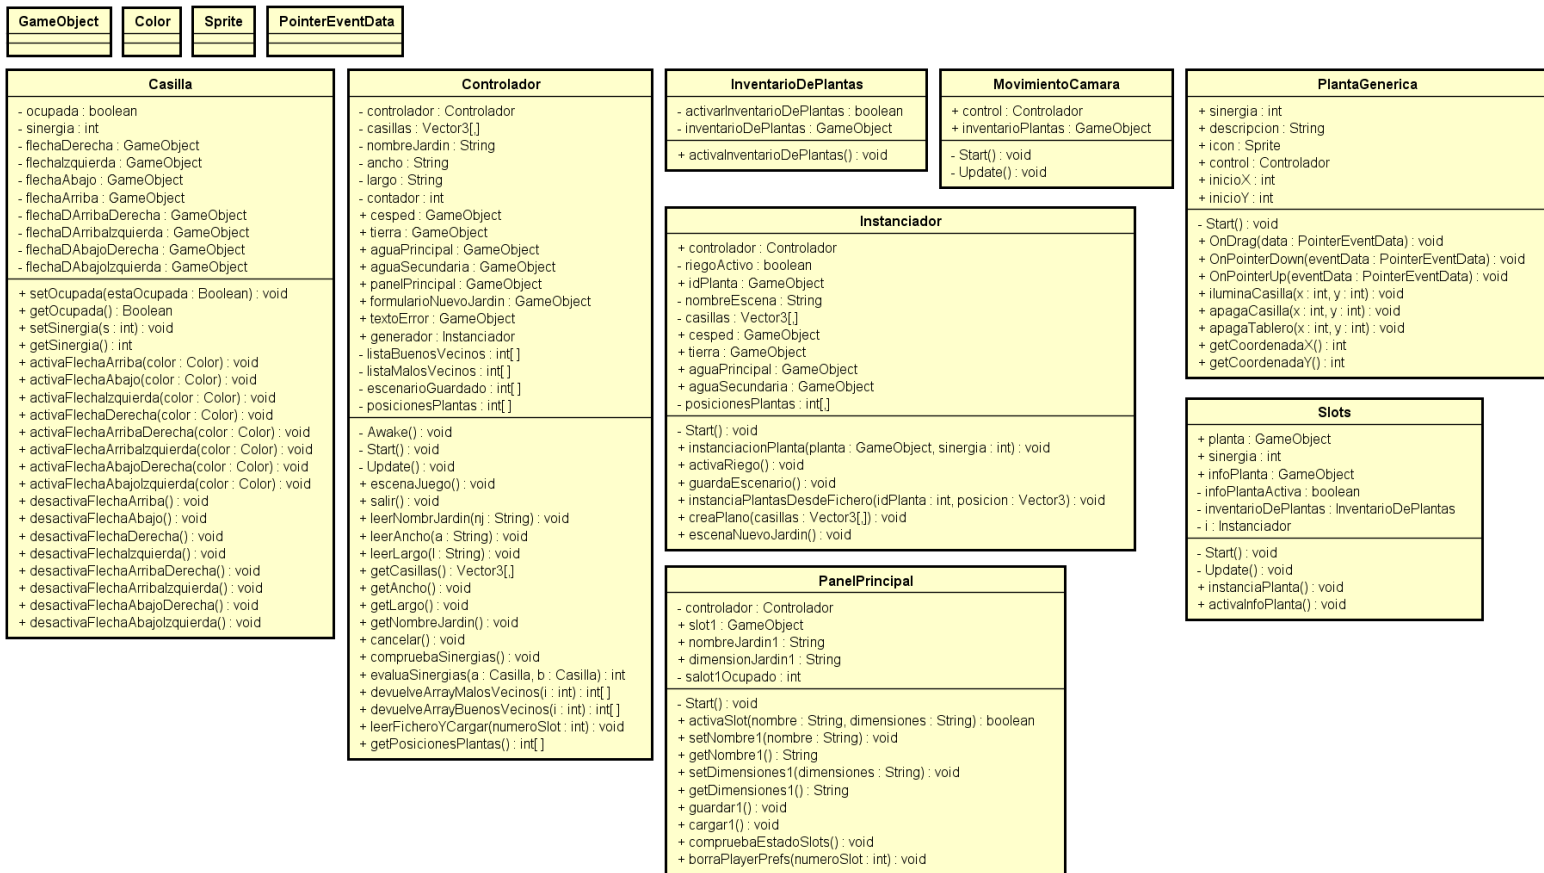 GameObject
Color
Sprite
PointerEventData
Casilla
- ocupada : boolean
- sinergia : int
- flechaDerecha : GameObject
- flechaIzquierda : GameObject
- flechaAbajo : GameObject
- flechaArriba : GameObject
- flechaDArribaDerecha : GameObject
- flechaDArribaIzquierda : GameObject
- flechaDAbajoDerecha : GameObject
- flechaDAbajoIzquierda : GameObject
+ setOcupada(estaOcupada : Boolean) : void
+ getOcupada() : Boolean
+ setSinergia(s : int) : void
+ getSinergia() : int
+ activaFlechaArriba(color : Color) : void
+ activaFlechaAbajo(color : Color) : void
+ activaFlechaIzquierda(color : Color) : void
+ activaFlechaDerecha(color : Color) : void
+ activaFlechaArribaDerecha(color : Color) : void
+ activaFlechaArribaIzquierda(color : Color) : void
+ activaFlechaAbajoDerecha(color : Color) : void
+ activaFlechaAbajoIzquierda(color : Color) : void
+ desactivaFlechaArriba() : void
+ desactivaFlechaAbajo() : void
+ desactivaFlechaDerecha() : void
+ desactivaFlechaIzquierda() : void
+ desactivaFlechaArribaDerecha() : void
+ desactivaFlechaArribaIzquierda() : void
+ desactivaFlechaAbajoDerecha() : void
+ desactivaFlechaAbajoIzquierda() : void
Controlador
- controlador : Controlador
- casillas : Vector3[,]
- nombreJardin : String
- ancho : String
- largo : String
- contador : int
+ cesped : GameObject
+ tierra : GameObject
+ aguaPrincipal : GameObject
+ aguaSecundaria : GameObject
+ panelPrincipal : GameObject
+ formularioNuevoJardin : GameObject
+ textoError : GameObject
+ generador : Instanciador
- listaBuenosVecinos : int[ ]
- listaMalosVecinos : int[ ]
- escenarioGuardado : int[ ]
- posicionesPlantas : int[ ]
- Awake() : void
- Start() : void
- Update() : void
+ escenaJuego() : void
+ salir() : void
+ leerNombrJardin(nj : String) : void
+ leerAncho(a : String) : void
+ leerLargo(l : String) : void
+ getCasillas() : Vector3[,]
+ getAncho() : void
+ getLargo() : void
+ getNombreJardin() : void
+ cancelar() : void
+ compruebaSinergias() : void
+ evaluaSinergias(a : Casilla, b : Casilla) : int
+ devuelveArrayMalosVecinos(i : int) : int[ ]
+ devuelveArrayBuenosVecinos(i : int) : int[ ]
+ leerFicheroYCargar(numeroSlot : int) : void
+ getPosicionesPlantas() : int[ ]
InventarioDePlantas
- activarInventarioDePlantas : boolean
- inventarioDePlantas : GameObject
+ activaInventarioDePlantas() : void
MovimientoCamara
+ control : Controlador
+ inventarioPlantas : GameObject
- Start() : void
- Update() : void
Instanciador
+ controlador : Controlador
- riegoActivo : boolean
+ idPlanta : GameObject
- nombreEscena : String
- casillas : Vector3[,]
+ cesped : GameObject
+ tierra : GameObject
+ aguaPrincipal : GameObject
+ aguaSecundaria : GameObject
- posicionesPlantas : int[,]
- Start() : void
+ instanciacionPlanta(planta : GameObject, sinergia : int) : void
+ activaRiego() : void
+ guardaEscenario() : void
+ instanciaPlantasDesdeFichero(idPlanta : int, posicion : Vector3) : void
+ creaPlano(casillas : Vector3[,]) : void
+ escenaNuevoJardin() : void
PanelPrincipal
- controlador : Controlador
+ slot1 : GameObject
+ nombreJardin1 : String
+ dimensionJardin1 : String
- salot1Ocupado : int
- Start() : void
+ activaSlot(nombre : String, dimensiones : String) : boolean
+ setNombre1(nombre : String) : void
+ getNombre1() : String
+ setDimensiones1(dimensiones : String) : void
+ getDimensiones1() : String
+ guardar1() : void
+ cargar1() : void
+ compruebaEstadoSlots() : void
+ borraPlayerPrefs(numeroSlot : int) : void
PlantaGenerica
+ sinergia : int
+ descripcion : String
+ icon : Sprite
+ control : Controlador
+ inicioX : int
+ inicioY : int
- Start() : void
+ OnDrag(data : PointerEventData) : void
+ OnPointerDown(eventData : PointerEventData) : void
+ OnPointerUp(eventData : PointerEventData) : void
+ iluminaCasilla(x : int, y : int) : void
+ apagaCasilla(x : int, y : int) : void
+ apagaTablero(x : int, y : int) : void
+ getCoordenadaX() : int
+ getCoordenadaY() : int
Slots
+ planta : GameObject
+ sinergia : int
+ infoPlanta : GameObject
- infoPlantaActiva : boolean
- inventarioDePlantas : InventarioDePlantas
- i : Instanciador
- Start() : void
- Update() : void
+ instanciaPlanta() : void
+ activaInfoPlanta() : void